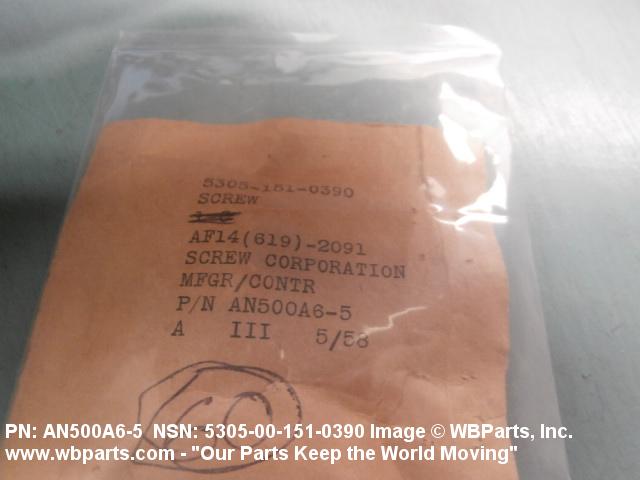 5305-151-0390
SCREW
AF14(619)-2091
SCREW CORPORATION
MFGR/CONTR
P/N AN500A6-5
A III 5/58
60
PN: AN500A6-5 NSN: 5305-00-151-0390 Image © WBParts, Inc.
www.wbparts.com - "Our Parts Keep the World Moving"